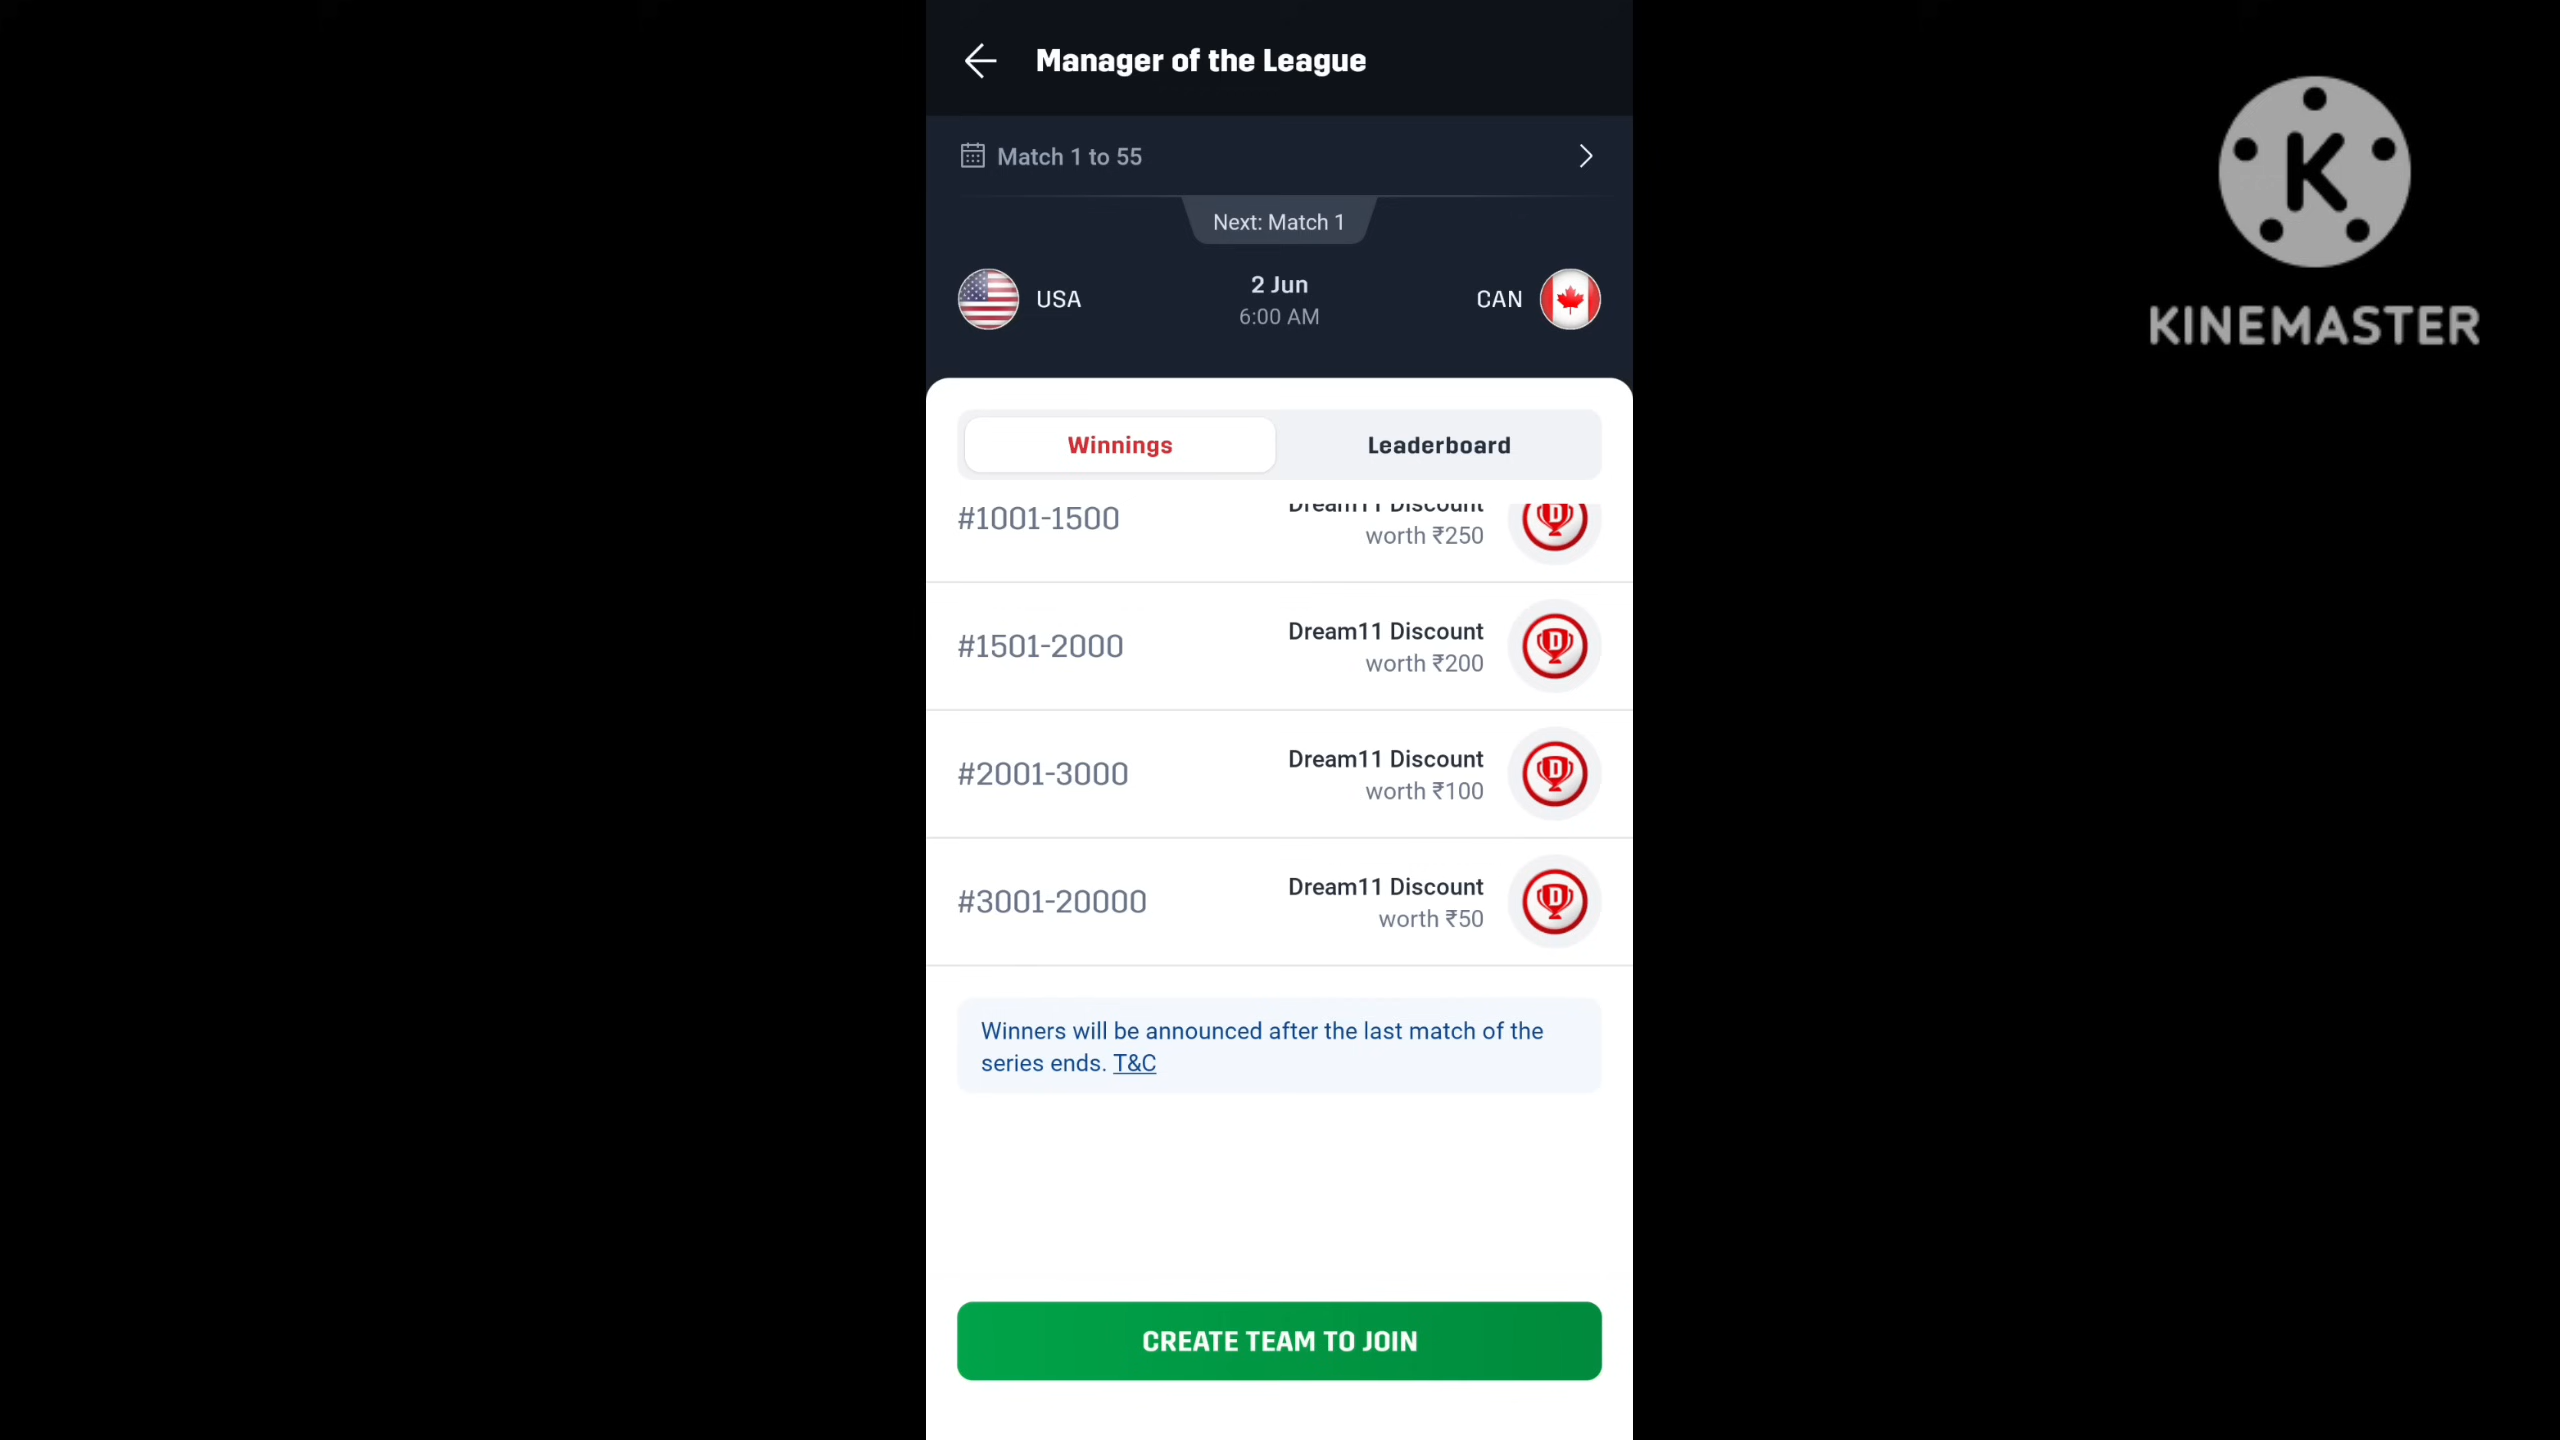 Manager of the League
Match 1 to 55
Next: Match 1
USA
2 Jun
6:00 AM
CAN
K
KINEMASTER
Winnings
Leaderboard
#1001-1500
Dream11 Discount
worth ₹250
#1501-2000
Dream11 Discount
worth ₹200
#2001-3000
Dream11 Discount
worth ₹100
#3001-20000
Dream11 Discount
worth ₹50
Winners will be announced after the last match of the
series ends. T&C
CREATE TEAM TO JOIN